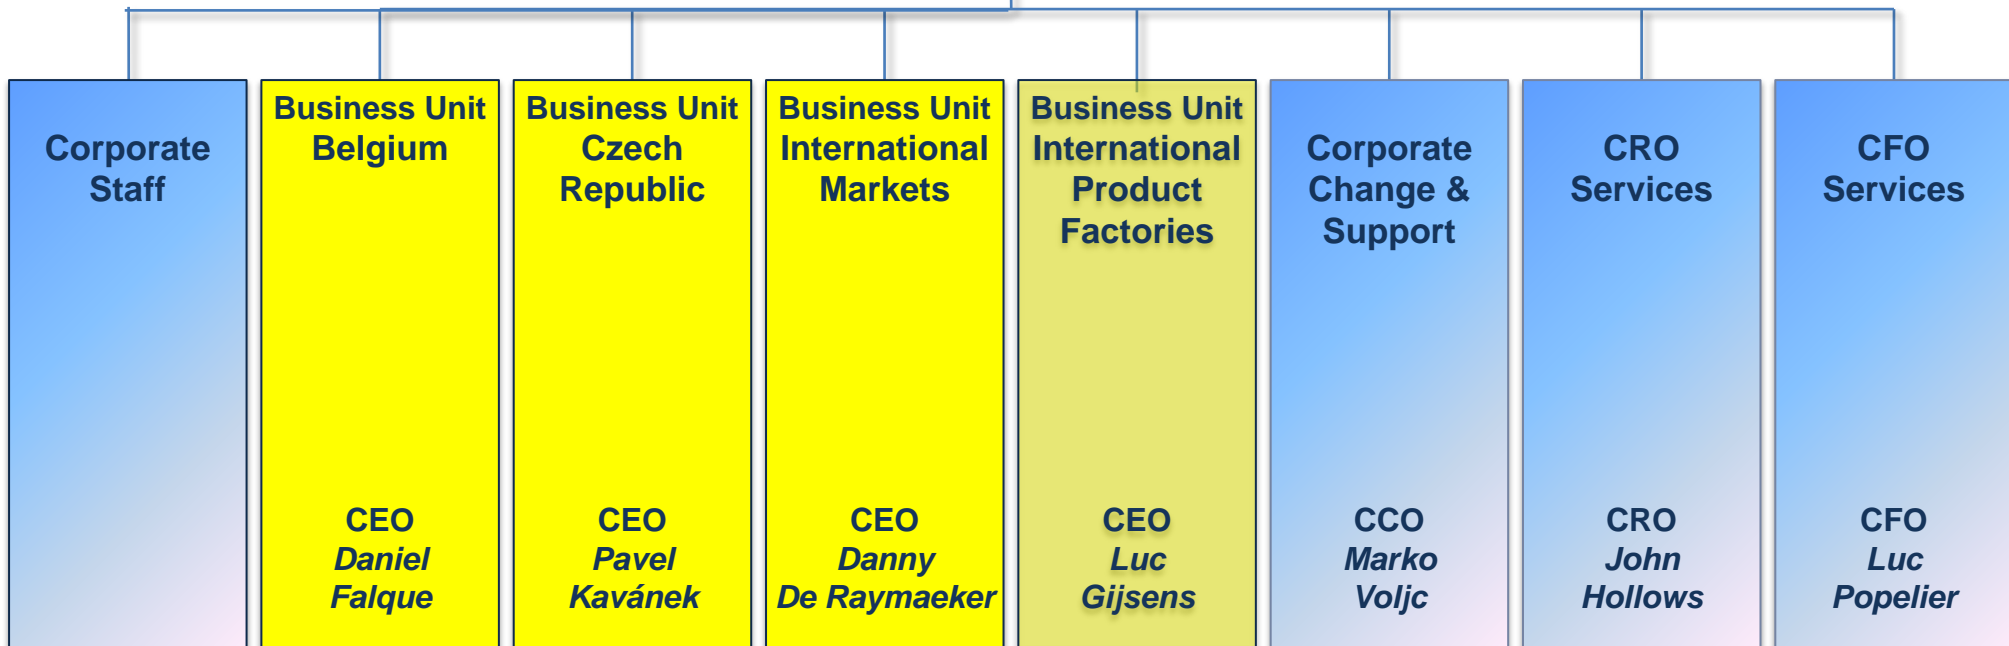 Corporate
Staff
Business Unit
Belgium
CEO
Daniel
Falque
Business Unit
Czech
Republic
CEO
Pavel
Kavánek
Business Unit
International
Markets
CEO
Danny
De Raymaeker
Business Unit
International
Product
Factories
CEO
Luc
Gijsens
Corporate
Change &
Support
CCO
Marko
Voljc
CRO
Services
CRO
John
Hollows
CFO
Services
CFO
Luc
Popelier